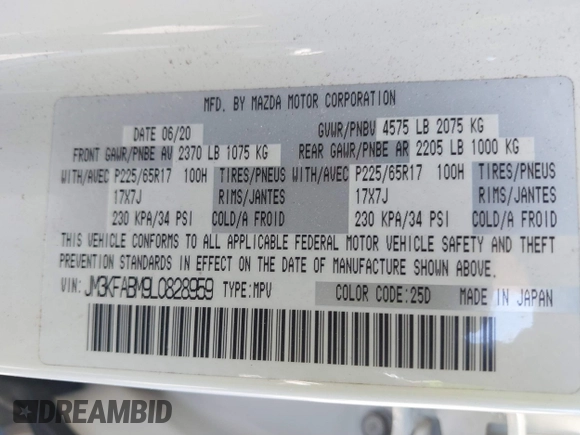 MFD. BY MAZDA MOTOR CORPORATION
DATE 06/20 GVWR/PNBV 4575 LB 2075 KG
FRONT GAWR/PNBE AV 2370 LB 1075 KG REAR GAWR/PNBE AR 2205 LB 1000 KG
WITH/AVEC P225/65R17 100H TIRES/PNEUS WITH/AVEC P225/65R17 100H TIRES/PNEUS
17X7J RIMS/JANTES 17X7J RIMS/JANTES
230 KPA/34 PSI COLD/A FROID 230 KPA/34 PSI COLD/A FROID
THIS VEHICLE CONFORMS TO ALL APPLICABLE FEDERAL MOTOR VEHICLE SAFETY AND THEFT
PREVENTION STANDARDS IN EFFECT ON THE DATE OF MANUFACTURE SHOWN ABOVE.
VIN: JM3KFABM9L0828959 TYPE:MPV COLOR CODE:25D MADE IN JAPAN
DREAMBID